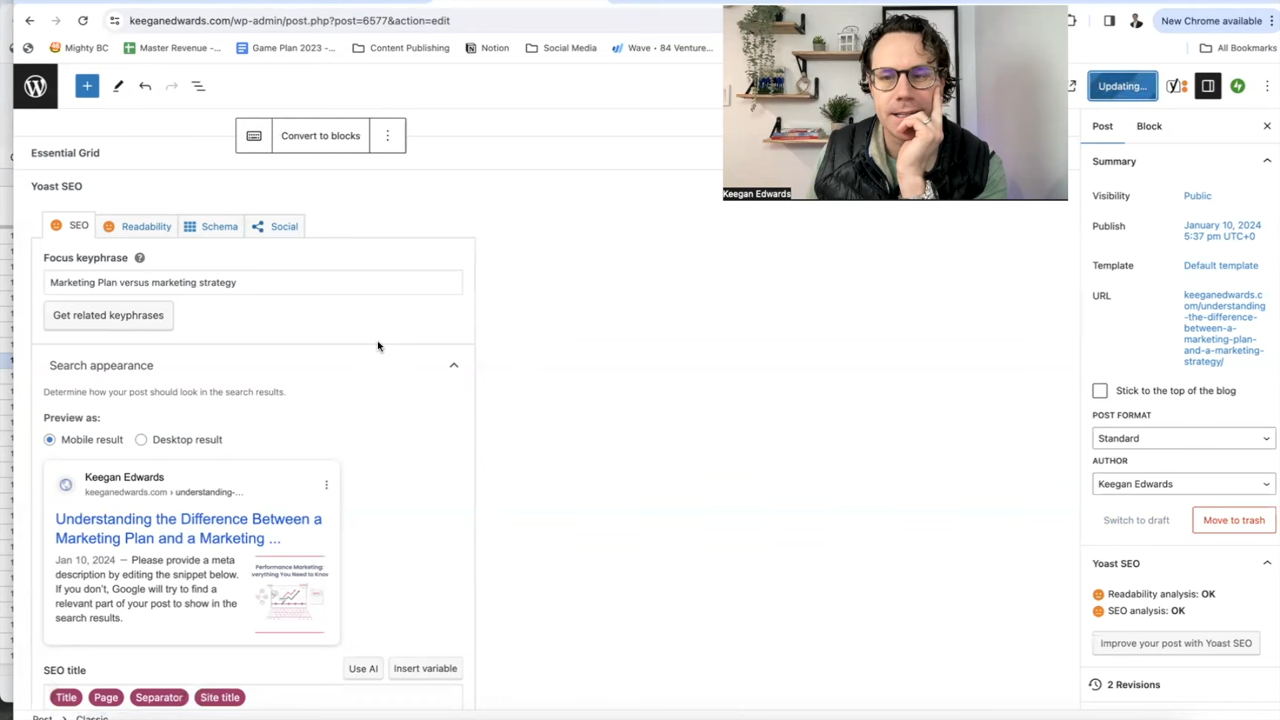 keeganedwards.com/wp-admin/post.php?post=6577&action=edit
New Chrome available
Mighty BC
Master Revenue -...
Game Plan 2023 -...
Content Publishing
Notion
Social Media
Wave • 84 Venture...
All Bookmarks
Updating...
Convert to blocks
Keegan Edwards
Post
Block
Essential Grid
Summary
Yoast SEO
Visibility
Public
SEO
Readability
Schema
Social
Publish
January 10, 2024
5:37 pm UTC+0
Focus keyphrase
Template
Default template
Marketing Plan versus marketing strategy
URL
keeganedwards.c
om/understanding
-the-difference-
between-a-
marketing-plan-
and-a-marketing-
strategy/
Get related keyphrases
Search appearance
Determine how your post should look in the search results.
Stick to the top of the blog
Preview as:
POST FORMAT
Mobile result
Desktop result
Standard
AUTHOR
Keegan Edwards
Keegan Edwards
keeganedwards.com › understanding-...
Understanding the Difference Between a
Marketing Plan and a Marketing ...
Switch to draft
Move to trash
Jan 10, 2024 — Please provide a meta
description by editing the snippet below.
If you don't, Google will try to find a
relevant part of your post to show in the
search results.
Performance Marketing:
verything You Need to Know
Yoast SEO
Readability analysis: OK
SEO analysis: OK
Improve your post with Yoast SEO
SEO title
Use AI
Insert variable
2 Revisions
Title
Page
Separator
Site title
Post
Classic